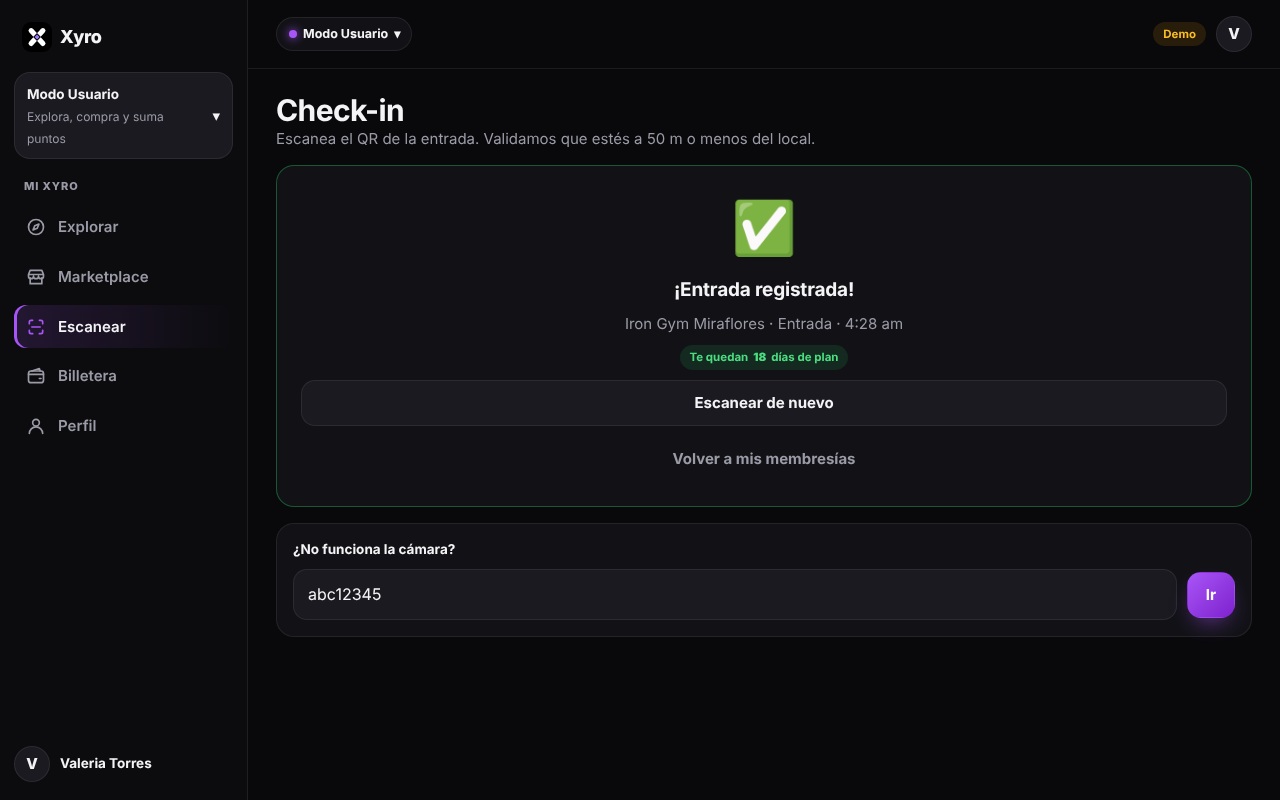 Xyro
Modo Usuario
Explora, compra y suma
puntos
▾
MI XYRO
Explorar
Marketplace
Escanear
Billetera
Perfil
V
Valeria Torres
Modo Usuario ▾
Demo
V
Check-in
Escanea el QR de la entrada. Validamos que estés a 50 m o menos del local.
¡Entrada registrada!
Iron Gym Miraflores · Entrada · 4:28 am
Te quedan 18 días de plan
Escanear de nuevo
Volver a mis membresías
¿No funciona la cámara?
abc12345
Ir